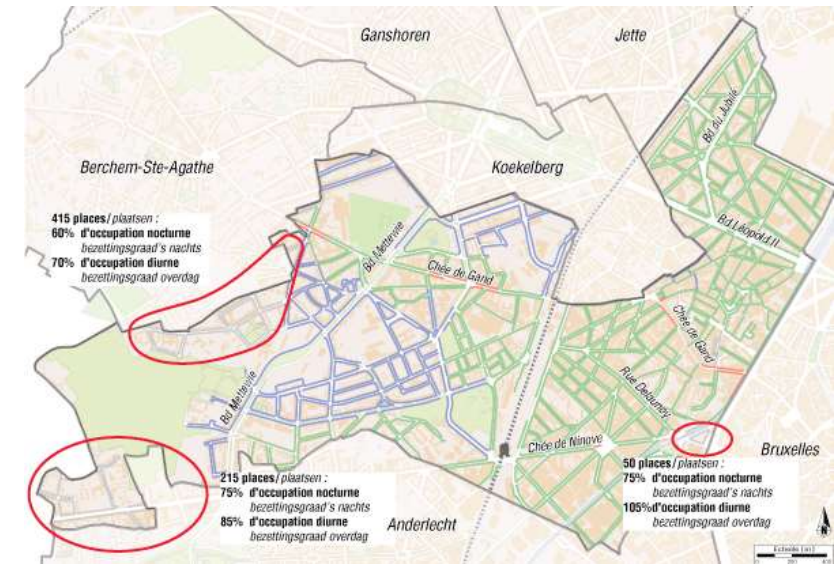 Ganshoren
Jette
Bd du Jubilé
Berchem-Ste-Agathe
Koekelberg
415 places/plaatsen :
60% d'occupation nocturne
bezettingsgraad's nachts
70% d'occupation diurne
bezettingsgraad overdag
Bd Mettewie
Bd Léopold II
Chée de Gand
Chée de Gand
Rue Delaunoy
Bd Mettewie
Chée de Ninove
Bruxelles
215 places/plaatsen :
75% d'occupation nocturne
bezettingsgraad's nachts
85% d'occupation diurne
bezettingsgraad overdag
Anderlecht
50 places/plaatsen :
75% d'occupation nocturne
bezettingsgraad's nachts
105%d'occupation diurne
bezettingsgraad overdag
N